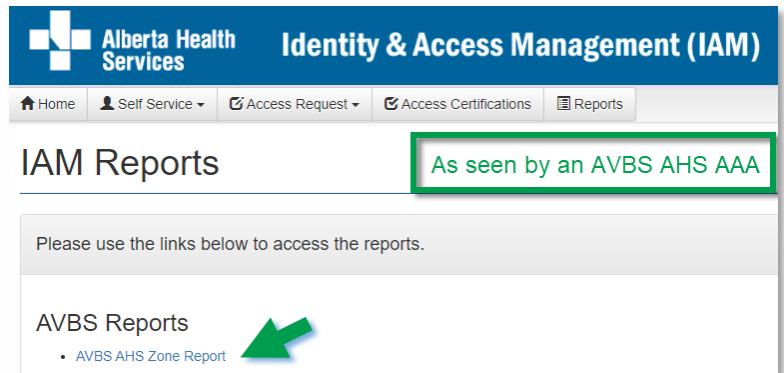 Alberta Health
Services
Identity & Access Management (IAM)
Home Self Service Access Request Access Certifications Reports
IAM Reports
As seen by an AVBS AHS AAA
Please use the links below to access the reports.
AVBS Reports
• AVBS AHS Zone Report